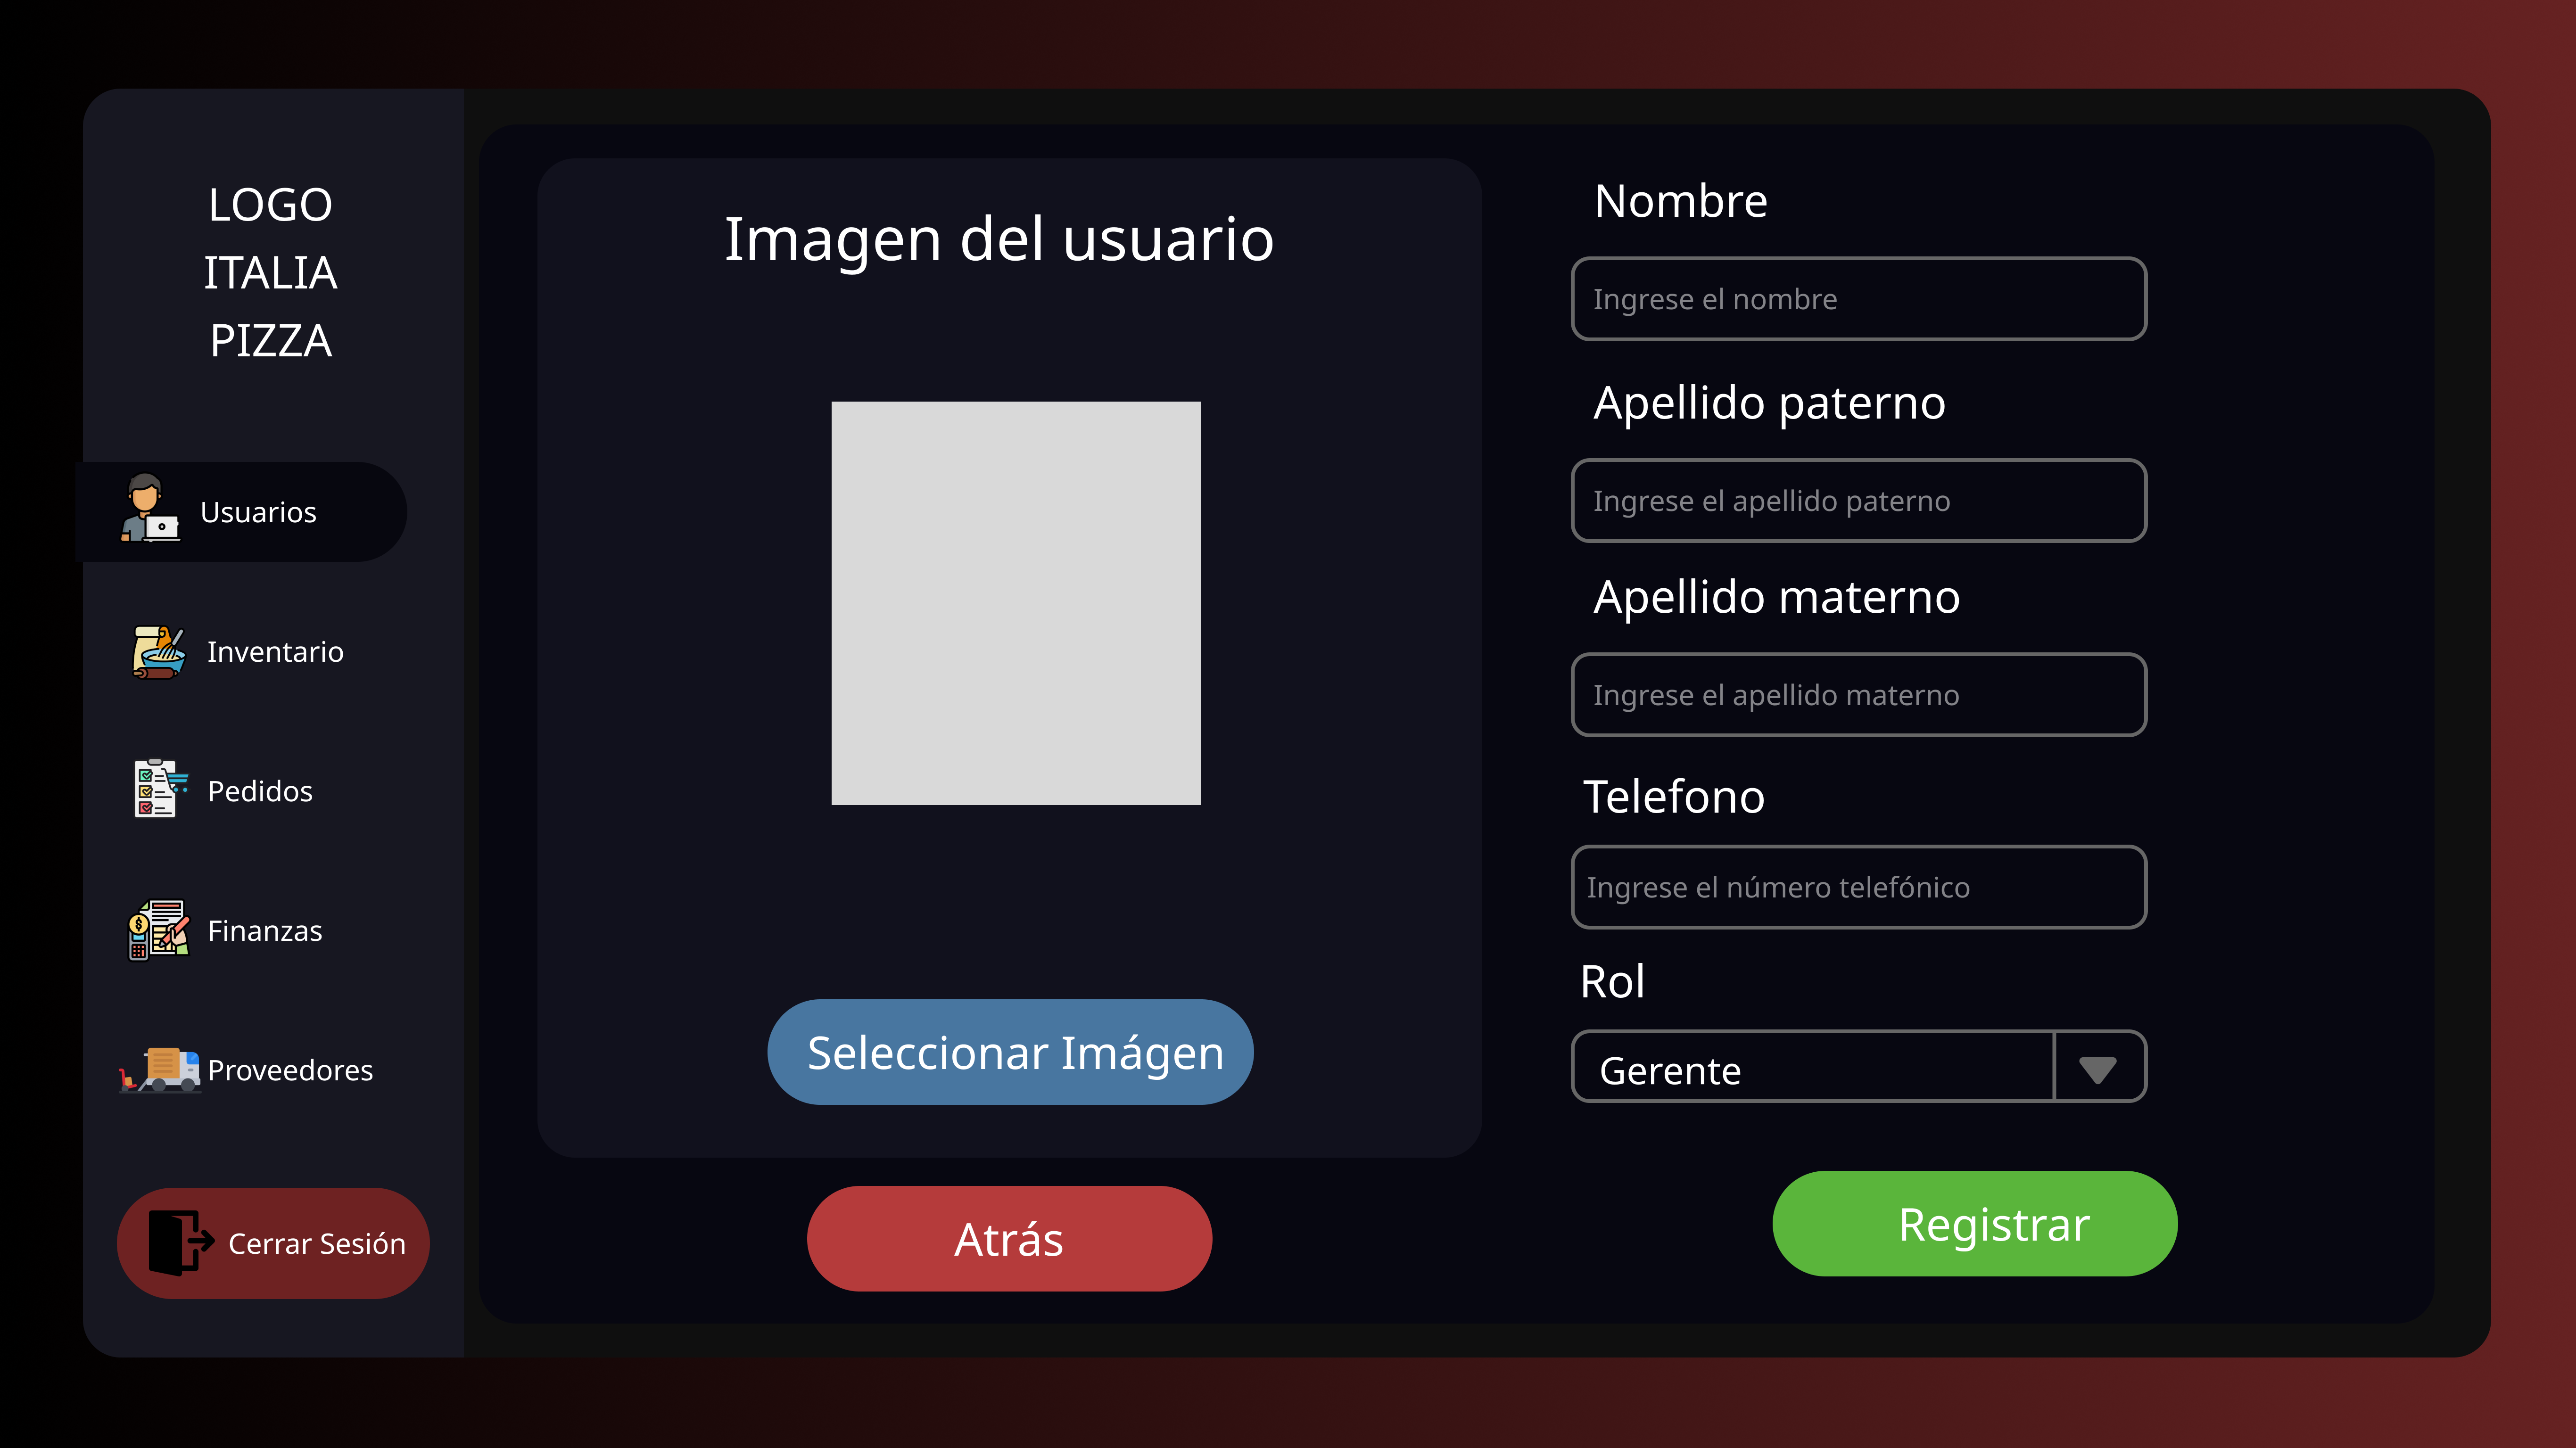 LOGO
ITALIA
PIZZA
Usuarios
Inventario
Pedidos
Finanzas
Proveedores
Cerrar Sesión
Imagen del usuario
Seleccionar Imágen
Atrás
Nombre
Ingrese el nombre
Apellido paterno
Ingrese el apellido paterno
Apellido materno
Ingrese el apellido materno
Telefono
Ingrese el número telefónico
Rol
Gerente
Registrar